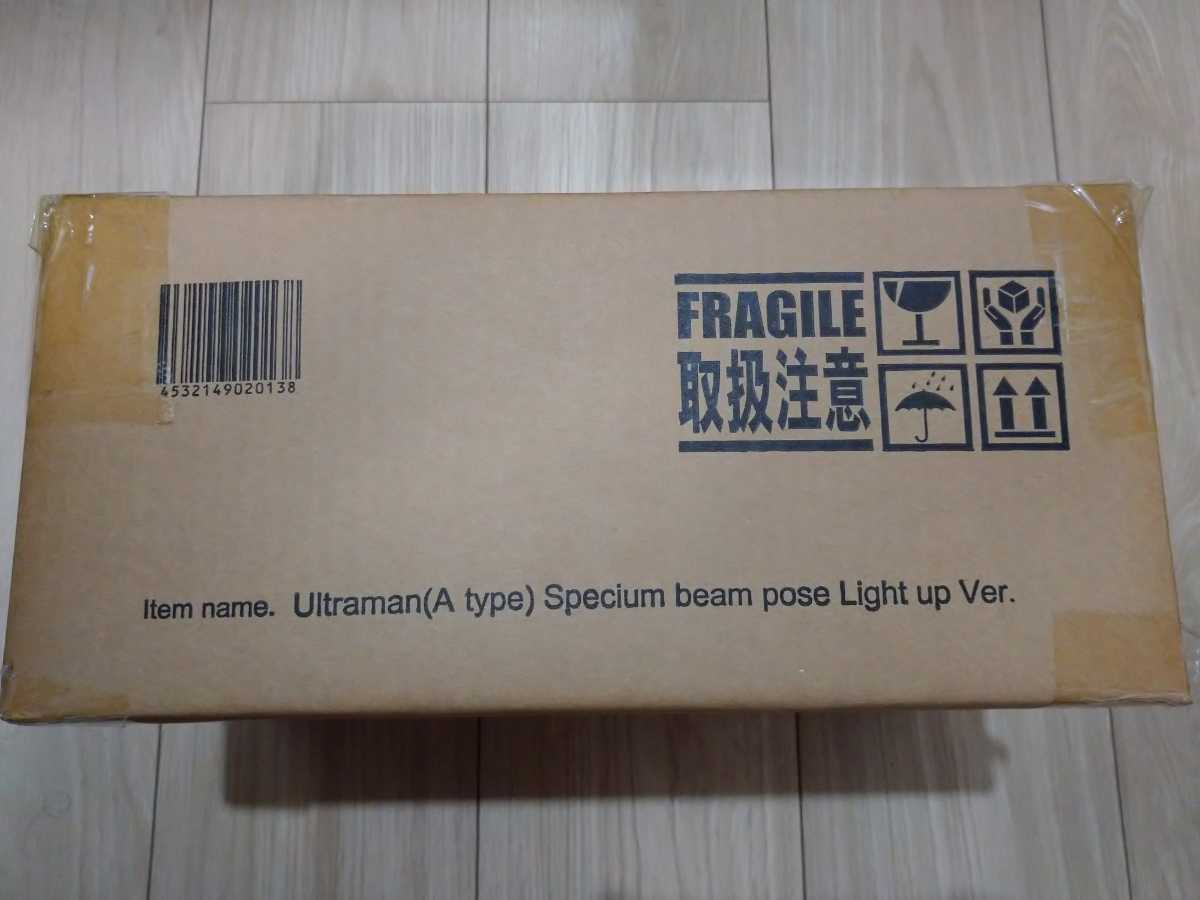 4532149020138
FRAGILE
取扱注意
Item name. Ultraman(A type) Specium beam pose Light up Ver.